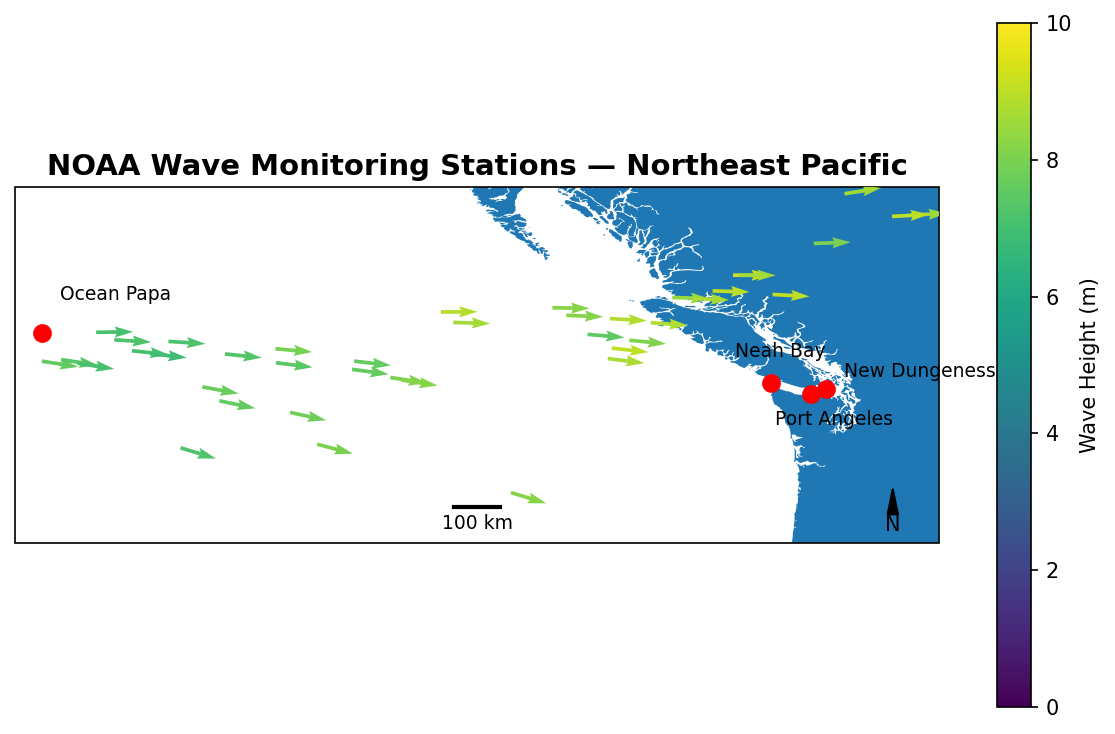 NOAA Wave Monitoring Stations — Northeast Pacific
Ocean Papa
Neah Bay
New Dungeness
Port Angeles
100 km
N
10
8
6
4
2
0
Wave Height (m)